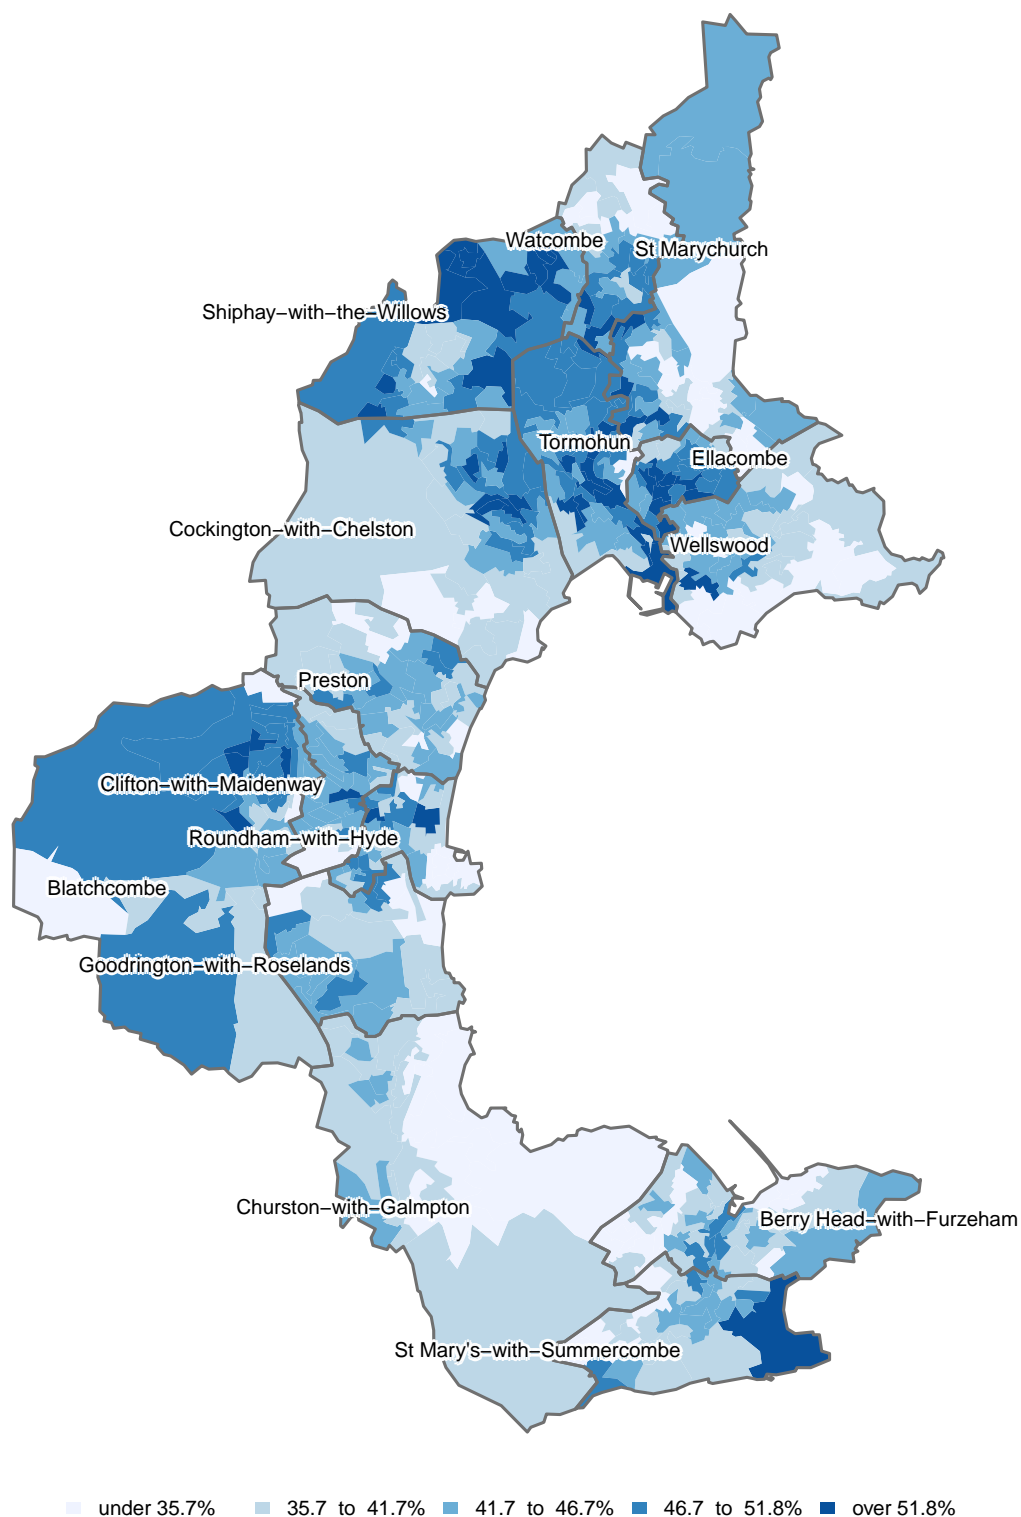 Watcombe
St Marychurch
Shiphay−with−the−Willows
Tormohun
Ellacombe
Cockington−with−Chelston
Wellswood
Preston
Clifton−with−Maidenway
Roundham−with−Hyde
Blatchcombe
Goodrington−with−Roselands
Churston−with−Galmpton
Berry Head−with−Furzeham
St Mary's−with−Summercombe
under 35.7% 35.7 to 41.7% 41.7 to 46.7% 46.7 to 51.8% over 51.8%